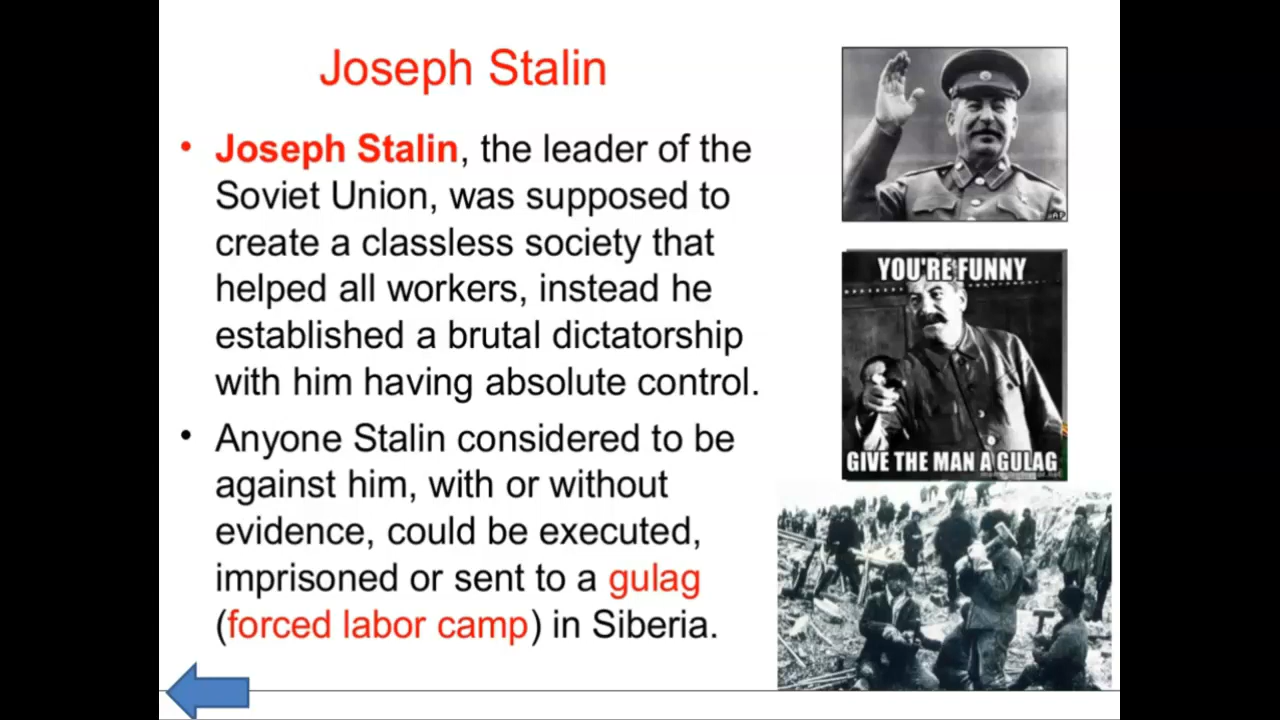 Joseph Stalin
• Joseph Stalin, the leader of the
Soviet Union, was supposed to
create a classless society that
helped all workers, instead he
established a brutal dictatorship
with him having absolute control.
• Anyone Stalin considered to be
against him, with or without
evidence, could be executed,
imprisoned or sent to a gulag
(forced labor camp) in Siberia.
YOU'RE FUNNY
GIVE THE MAN A GULAG